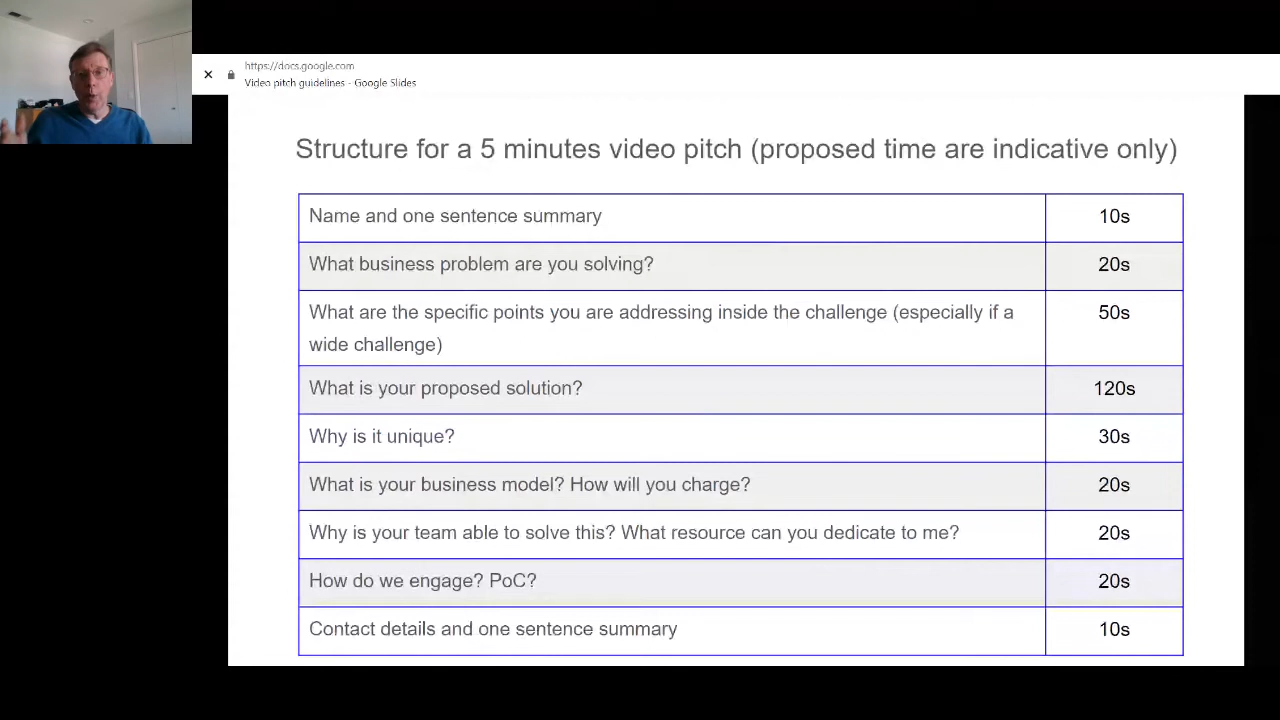 https://docs.google.com
Video pitch guidelines - Google Slides
Structure for a 5 minutes video pitch (proposed time are indicative only)
Name and one sentence summary 10s
What business problem are you solving? 20s
What are the specific points you are addressing inside the challenge (especially if a 50s
wide challenge)
What is your proposed solution? 120s
Why is it unique? 30s
What is your business model? How will you charge? 20s
Why is your team able to solve this? What resource can you dedicate to me? 20s
How do we engage? PoC? 20s
Contact details and one sentence summary 10s